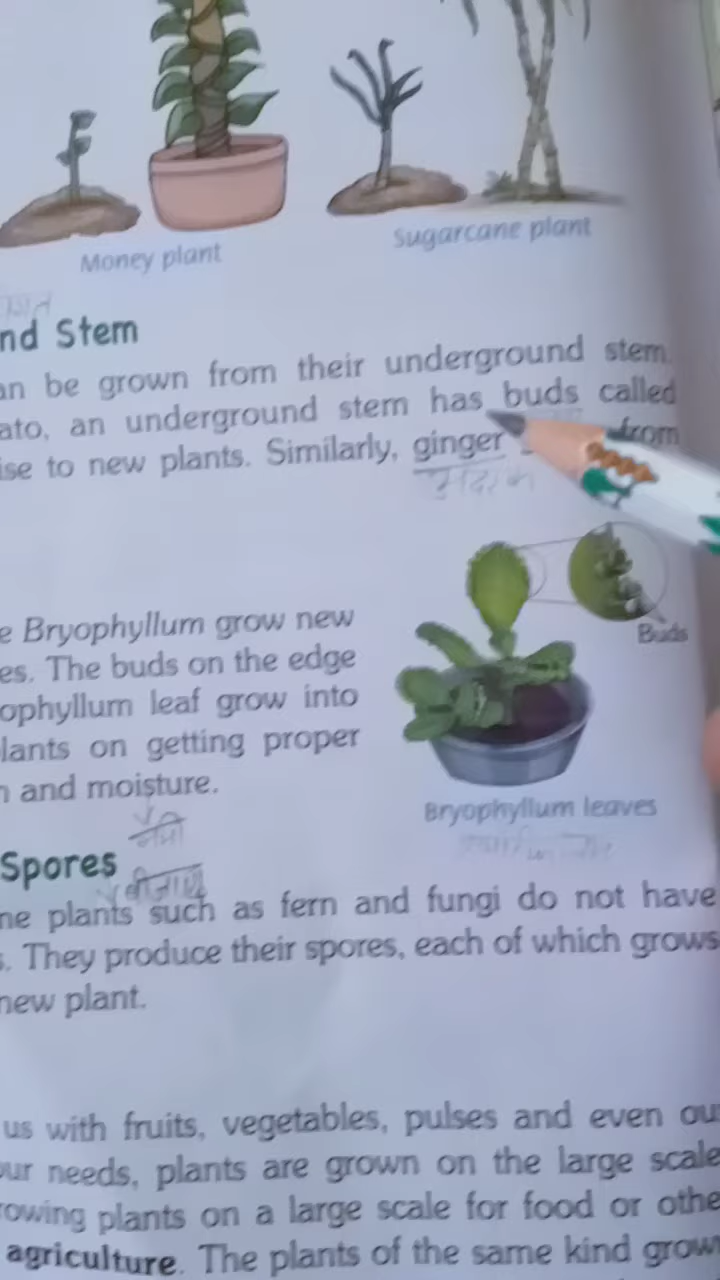 Money plant
Sugarcane plant
nd Stem
an be grown from their underground stem.
ato, an underground stem has buds called
ise to new plants. Similarly, ginger from
Buds
e Bryophyllum grow new
es. The buds on the edge
ophyllum leaf grow into
lants on getting proper
n and moisture.
Bryophyllum leaves
Spores
बीजाणु
ne plants such as fern and fungi do not have
s. They produce their spores, each of which grows
new plant.
us with fruits, vegetables, pulses and even ou
our needs, plants are grown on the large scale
rowing plants on a large scale for food or othe
agriculture. The plants of the same kind grow